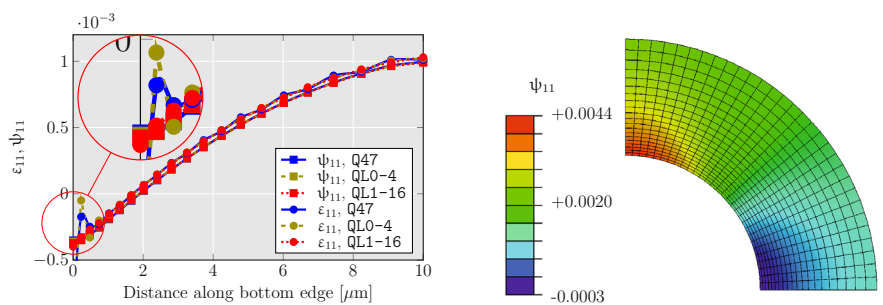 ·10⁻³
1
0.5
0
−0.5
0
ε₁₁, ψ₁₁
ψ₁₁, Q47
ψ₁₁, QL0-4
ψ₁₁, QL1-16
ε₁₁, Q47
ε₁₁, QL0-4
ε₁₁, QL1-16
0 2 4 6 8 10
Distance along bottom edge [μm]
ψ₁₁
+0.0044
+0.0020
-0.0003